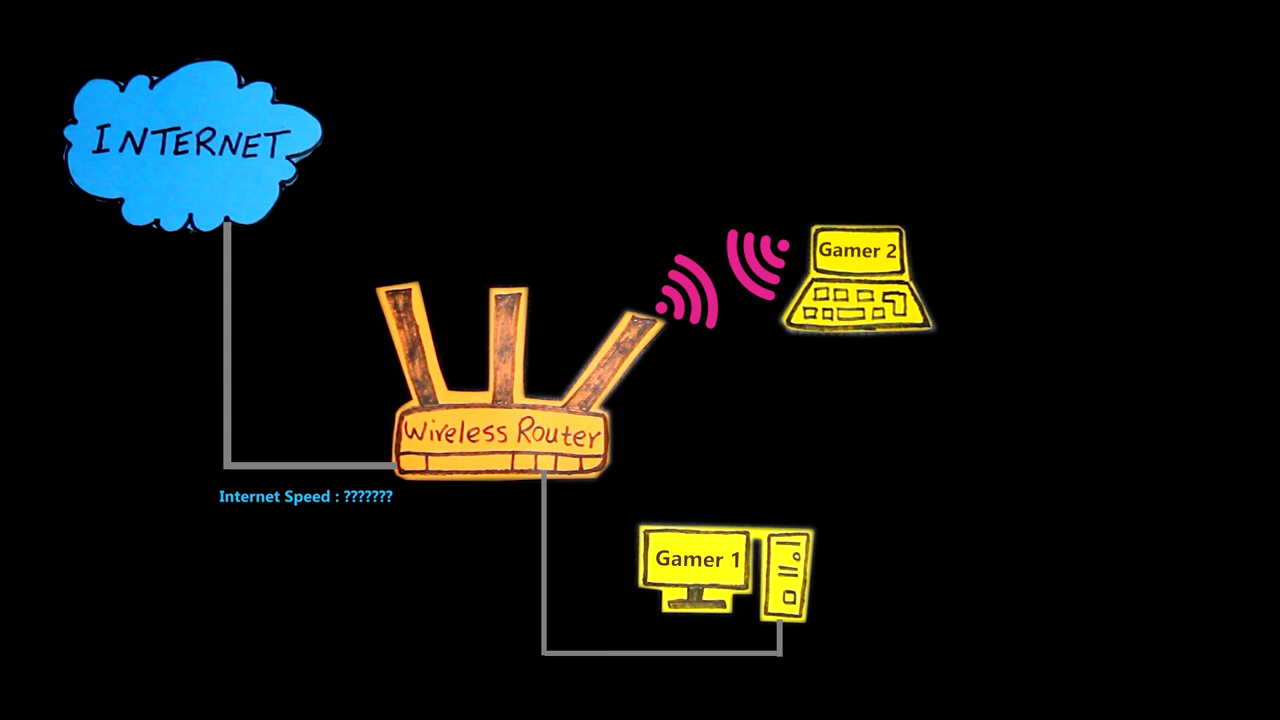 INTERNET
Gamer 2
Wireless Router
Internet Speed : ???????
Gamer 1